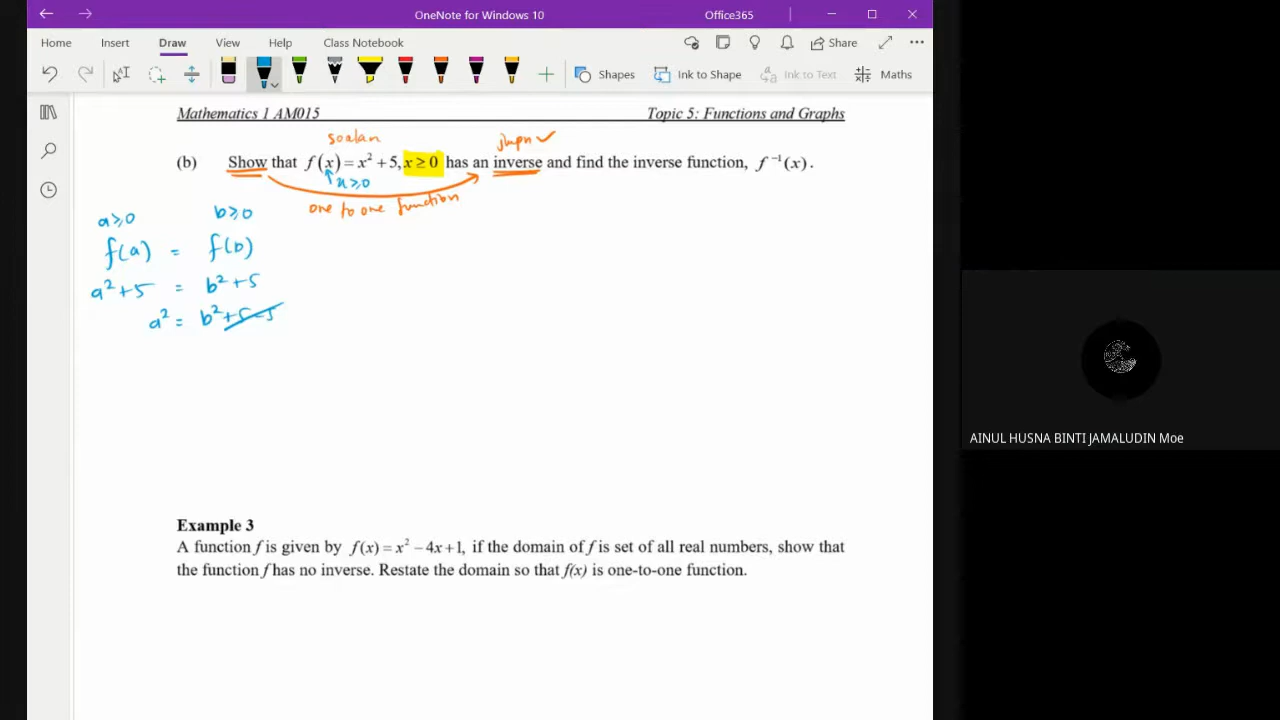 OneNote for Windows 10
Office365
Home Insert Draw View Help Class Notebook
Share
Shapes Ink to Shape Ink to Text Maths
Mathematics 1 AM015 Topic 5: Functions and Graphs
soalan
(b) Show that f(x) = x² + 5, x ≥ 0 has an inverse and find the inverse function, f⁻¹(x).
x ≥ 0
one to one function
a ≥ 0 b ≥ 0
f(a) = f(b)
a² + 5 = b² + 5
a² = b² + 5 - 5
Example 3
A function f is given by f(x) = x² − 4x + 1, if the domain of f is set of all real numbers, show that
the function f has no inverse. Restate the domain so that f(x) is one-to-one function.
AINUL HUSNA BINTI JAMALUDIN Moe